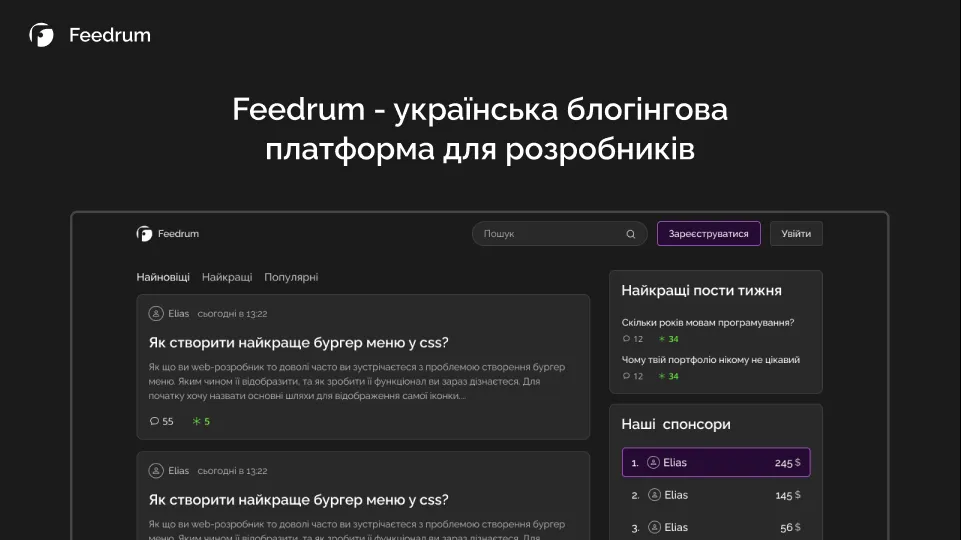 Feedrum
Feedrum - українська блогінгова
платформа для розробників
Feedrum
Пошук
Зареєструватися
Увійти
Найновіщі Найкращі Популярні
Elias сьогодні в 13:22
Як створити найкраще бургер меню у css?
Як що ви web-розробник то доволі часто ви зустрічаєтеся з проблемою створення бургер
меню. Яким чином її відобразити, та як зробити її функціонал ви зараз дізнаєтеся. Для
початку хочу назвати основні шляхи для відображення самої іконки....
55 5
Elias сьогодні в 13:22
Як створити найкраще бургер меню у css?
Як що ви web-розробник то доволі часто ви зустрічаєтеся з проблемою створення бургер
меню. Яким чином її відобразити, та як зробити її функціонал ви зараз дізнаєтеся. Для
Найкращі пости тижня
Скільки років мовам програмування?
12 34
Чому твій портфоліо нікому не цікавий
12 34
Наші спонсори
1. Elias 245 $
2. Elias 145 $
3. Elias 56 $